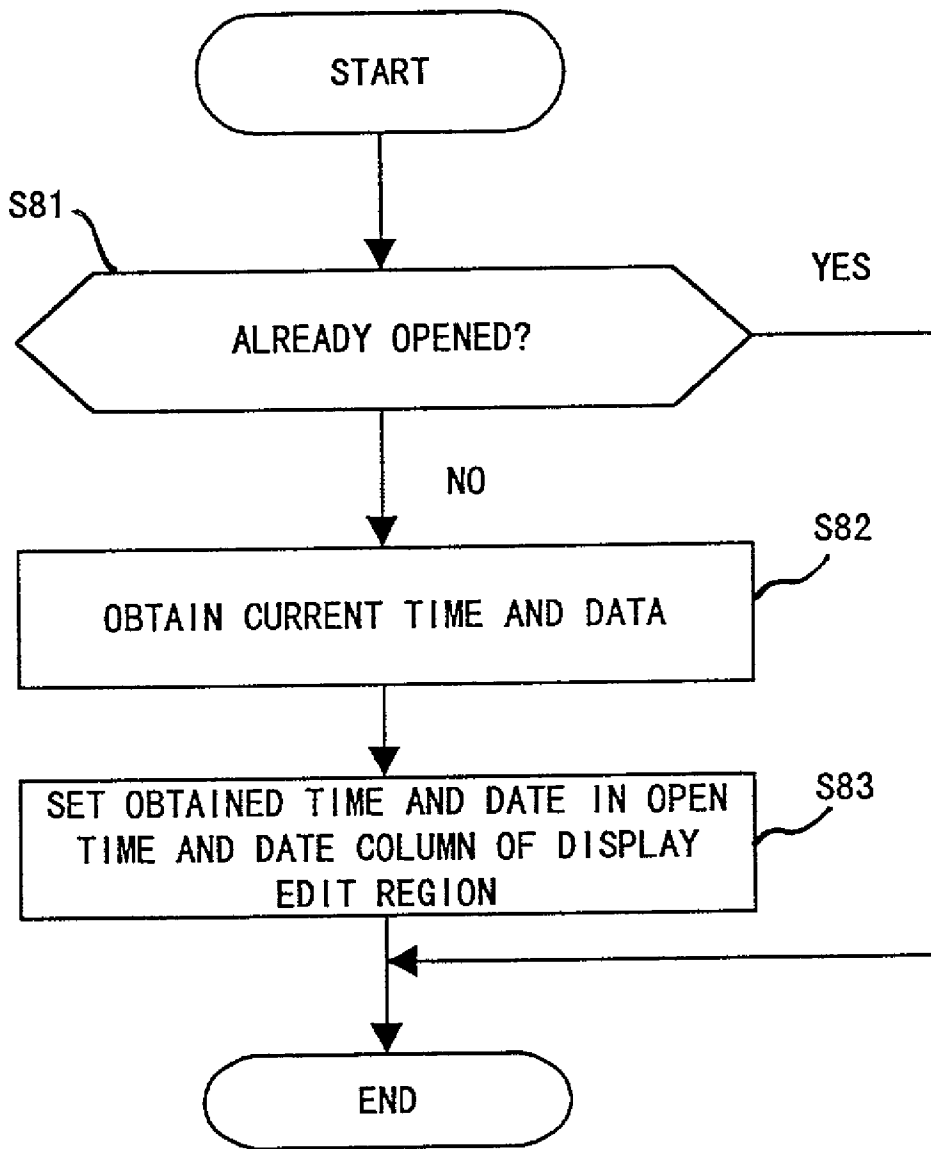 START
S81
YES
ALREADY OPENED?
NO
S82
OBTAIN CURRENT TIME AND DATA
S83
SET OBTAINED TIME AND DATE IN OPEN
TIME AND DATE COLUMN OF DISPLAY
EDIT REGION
END